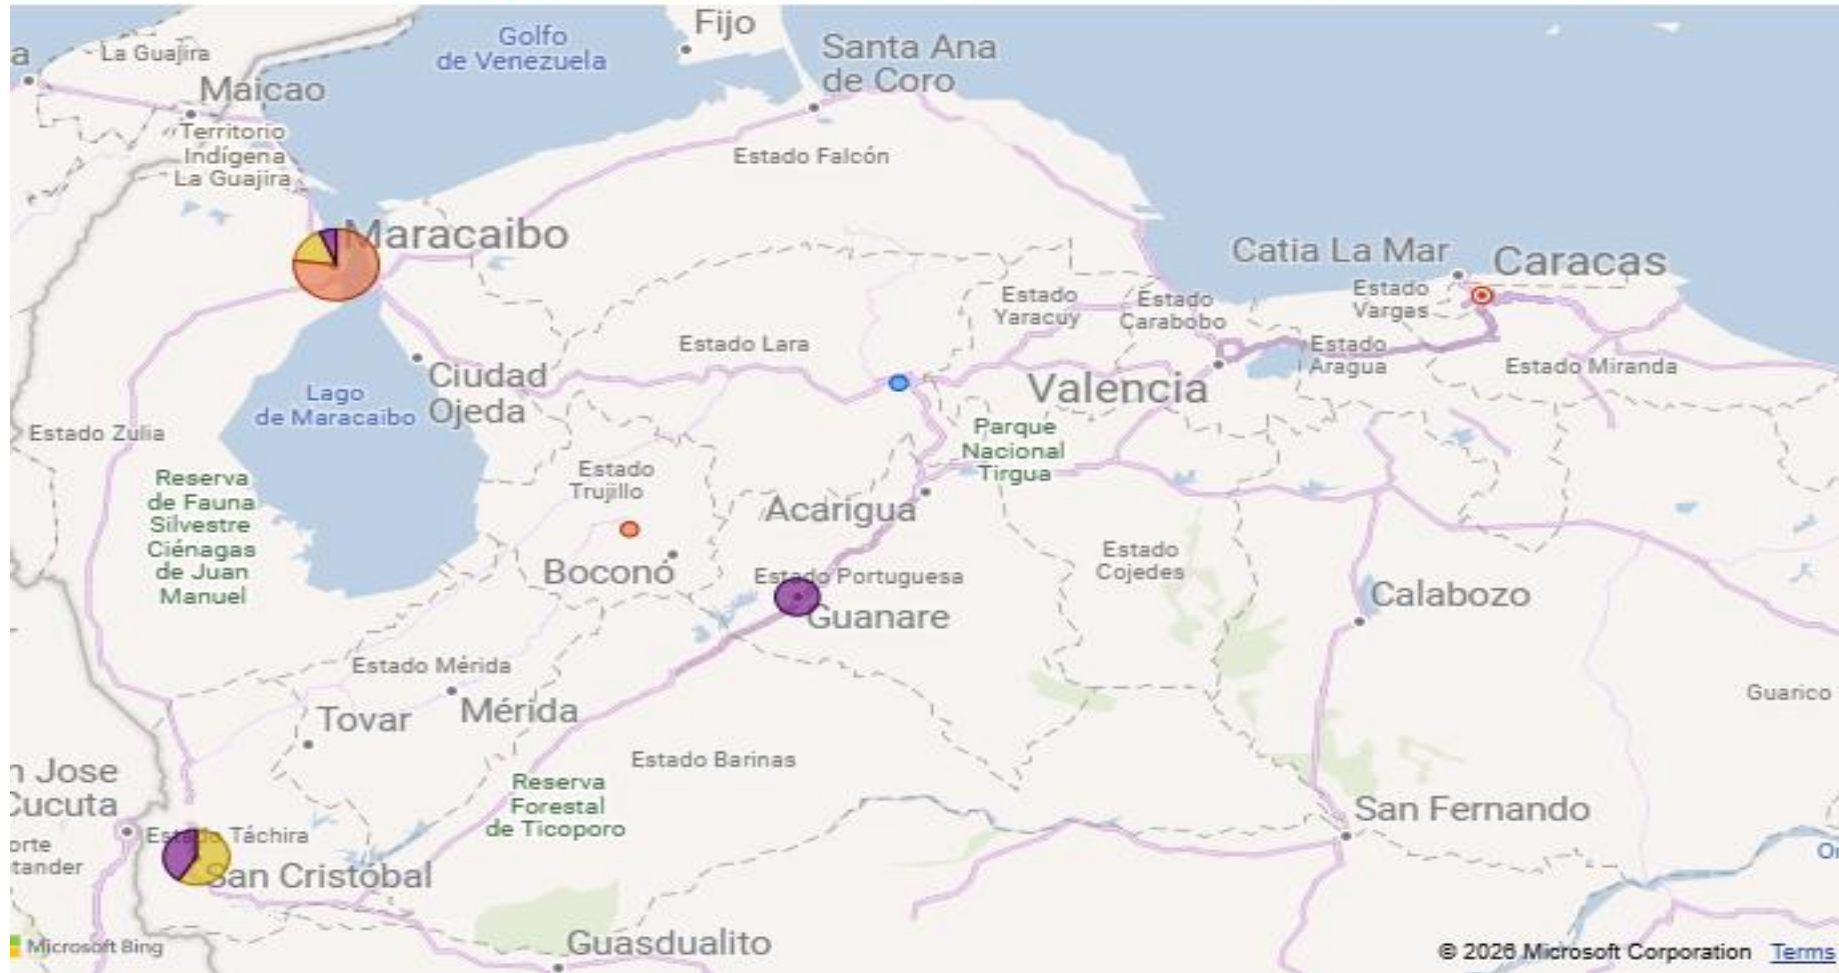 Fijo
Golfo
de Venezuela
Santa Ana
de Coro
a
La Guajira
Maicao
Territorio
Indígena
La Guajira
Estado Falcón
Maracaibo
Catia La Mar
Caracas
Estado
Vargas
Estado
Yaracuy
Estado
Carabobo
Estado Lara
Estado
Aragua
Estado Miranda
Ciudad
Ojeda
Lago
de Maracaibo
Valencia
Estado Zulia
Parque
Nacional
Tirgua
Reserva
de Fauna
Silvestre
Ciénagas
de Juan
Manuel
Estado
Trujillo
Acarigua
Estado
Cojedes
Boconó
Estado Portuguesa
Guanare
Calabozo
Estado Mérida
Mérida
Tovar
Guarico
Estado Barinas
n Jose
Cucuta
Reserva
Forestal
de Ticoporo
San Fernando
Estado Táchira
orte
tander
San Cristóbal
Or
Guasdualito
Microsoft Bing
© 2026 Microsoft Corporation Terms